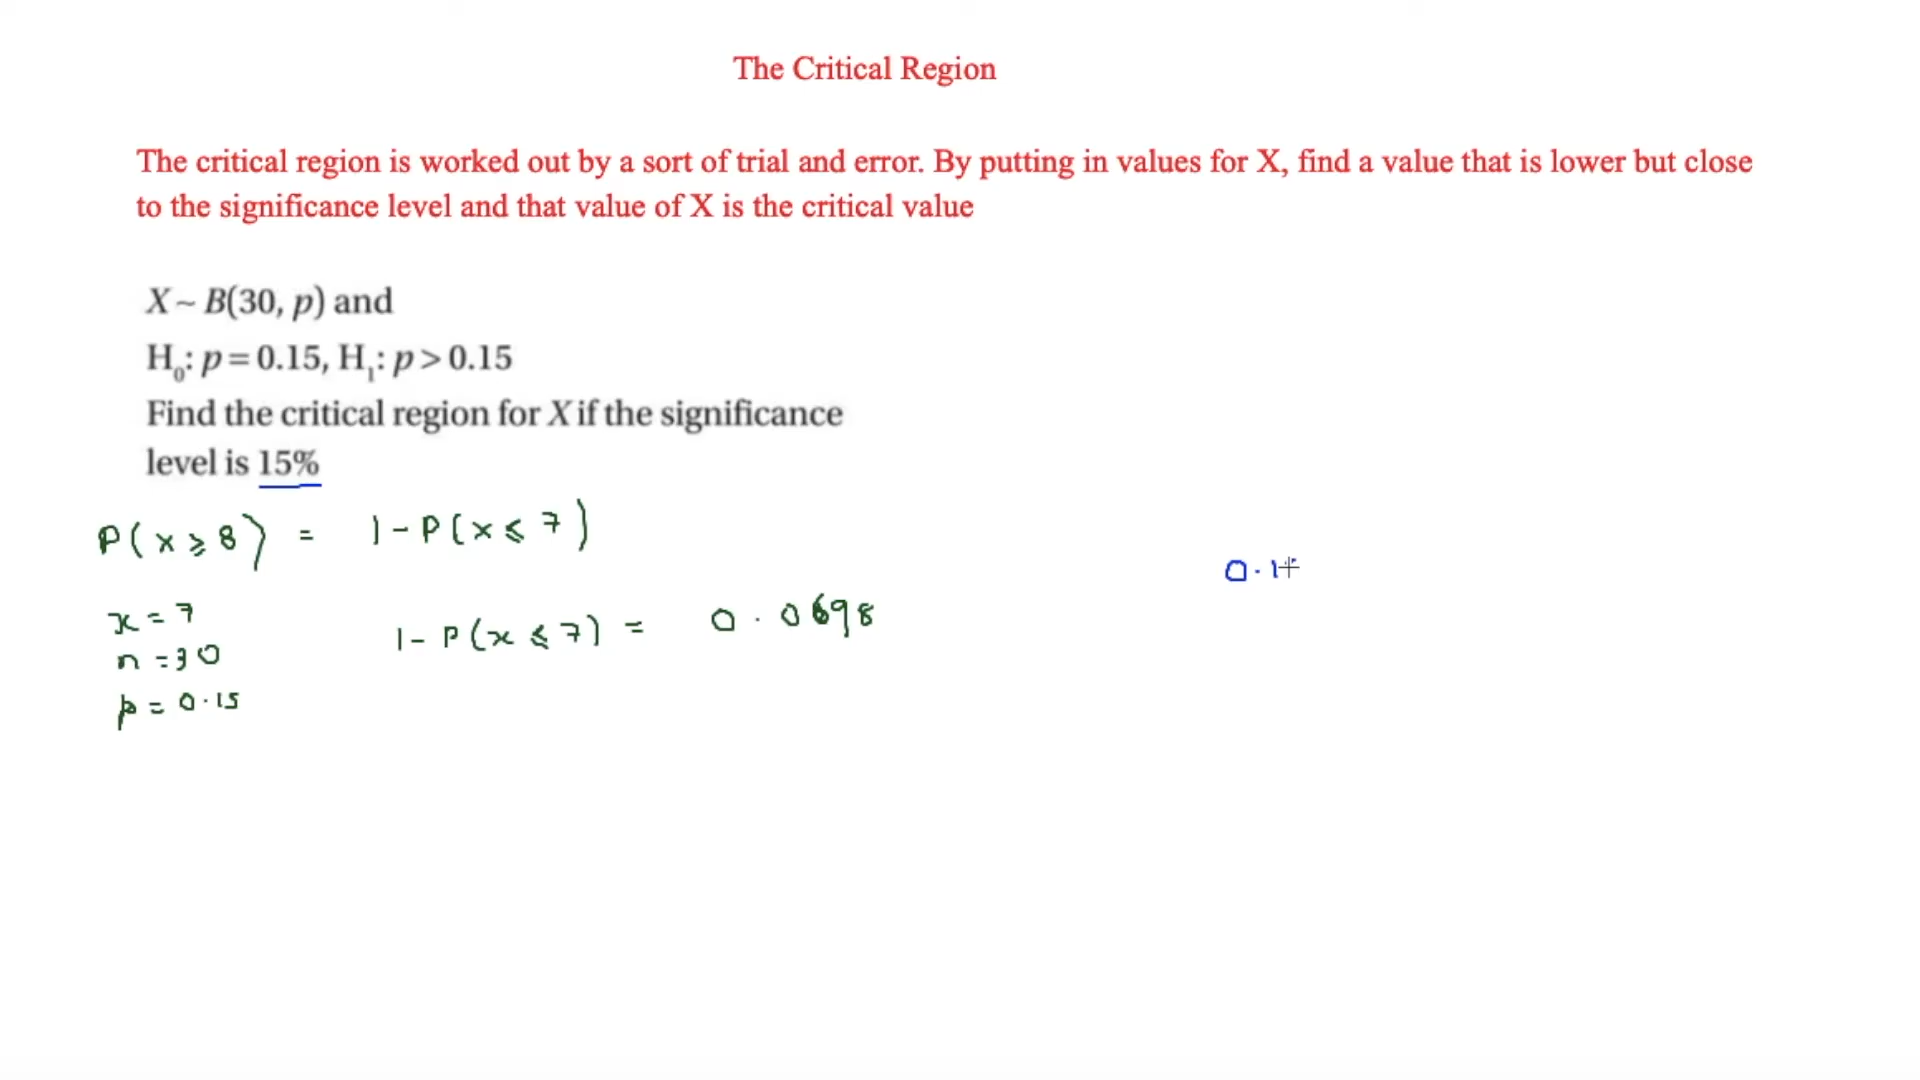 The Critical Region
The critical region is worked out by a sort of trial and error. By putting in values for X, find a value that is lower but close
to the significance level and that value of X is the critical value
X ~ B(30, p) and
H₀: p = 0.15, H₁: p > 0.15
Find the critical region for X if the significance
level is 15%
P(x ⩾ 8) = 1 - P(x ⩽ 7)
x = 7
n = 30
p = 0.15
1 - P(x ⩽ 7) = 0.0698
0.1